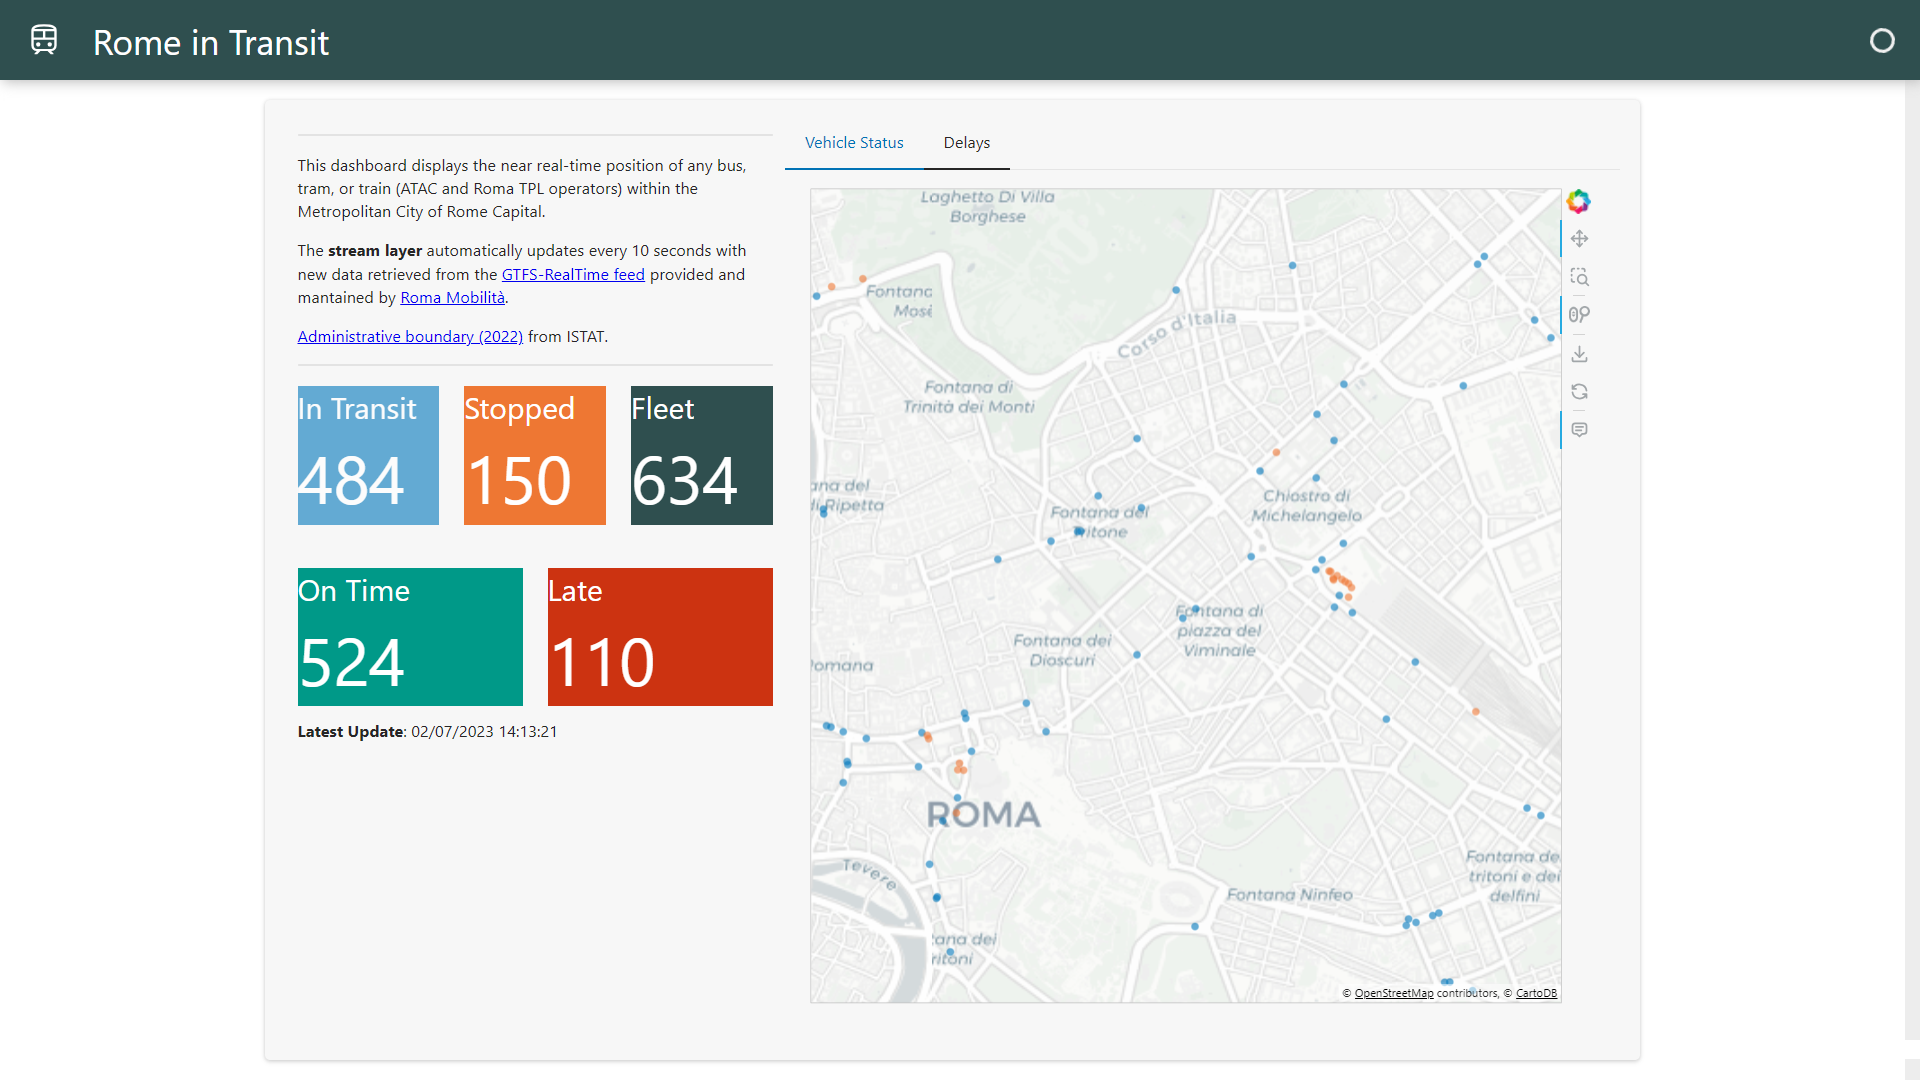 Rome in Transit
This dashboard displays the near real-time position of any bus,
tram, or train (ATAC and Roma TPL operators) within the
Metropolitan City of Rome Capital.
The stream layer automatically updates every 10 seconds with
new data retrieved from the GTFS-RealTime feed provided and
mantained by Roma Mobilità.
Administrative boundary (2022) from ISTAT.
In Transit
484
Stopped
150
Fleet
634
On Time
524
Late
110
Latest Update: 02/07/2023 14:13:21
Vehicle Status
Delays
Laghetto Di Villa
Borghese
Fontana
Mosè
Corso d'Italia
Fontana di
Trinità dei Monti
ana del
di Ripetta
Fontana del
Tritone
Chiostro di
Michelangelo
Fontana di
piazza del
Viminale
Fontana dei
Dioscuri
omana
ROMA
Tevere
Fontana de
tritoni e dei
delfini
Fontana Ninfeo
tana dei
ritoni
© OpenStreetMap contributors, © CartoDB